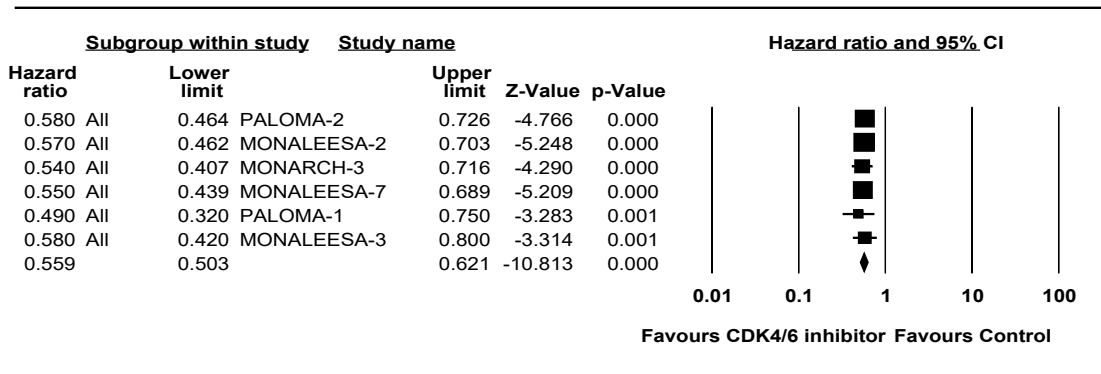 Subgroup within study Study name Hazard ratio and 95% CI
Hazard ratio Lower limit Upper limit Z-Value p-Value
0.580 All 0.464 PALOMA-2 0.726 -4.766 0.000
0.570 All 0.462 MONALEESA-2 0.703 -5.248 0.000
0.540 All 0.407 MONARCH-3 0.716 -4.290 0.000
0.550 All 0.439 MONALEESA-7 0.689 -5.209 0.000
0.490 All 0.320 PALOMA-1 0.750 -3.283 0.001
0.580 All 0.420 MONALEESA-3 0.800 -3.314 0.001
0.559 0.503 0.621 -10.813 0.000
0.01 0.1 1 10 100
Favours CDK4/6 inhibitor Favours Control